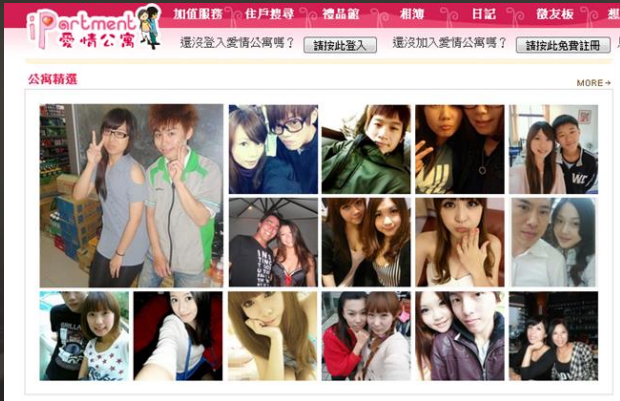 iPartment
愛情公寓
加值服務 住戶搜尋 禮品館 相簿 日記 徵友板 想
還沒登入愛情公寓嗎？ 請按此登入 還沒加入愛情公寓嗎？ 請按此免費註冊
公寓精選
MORE